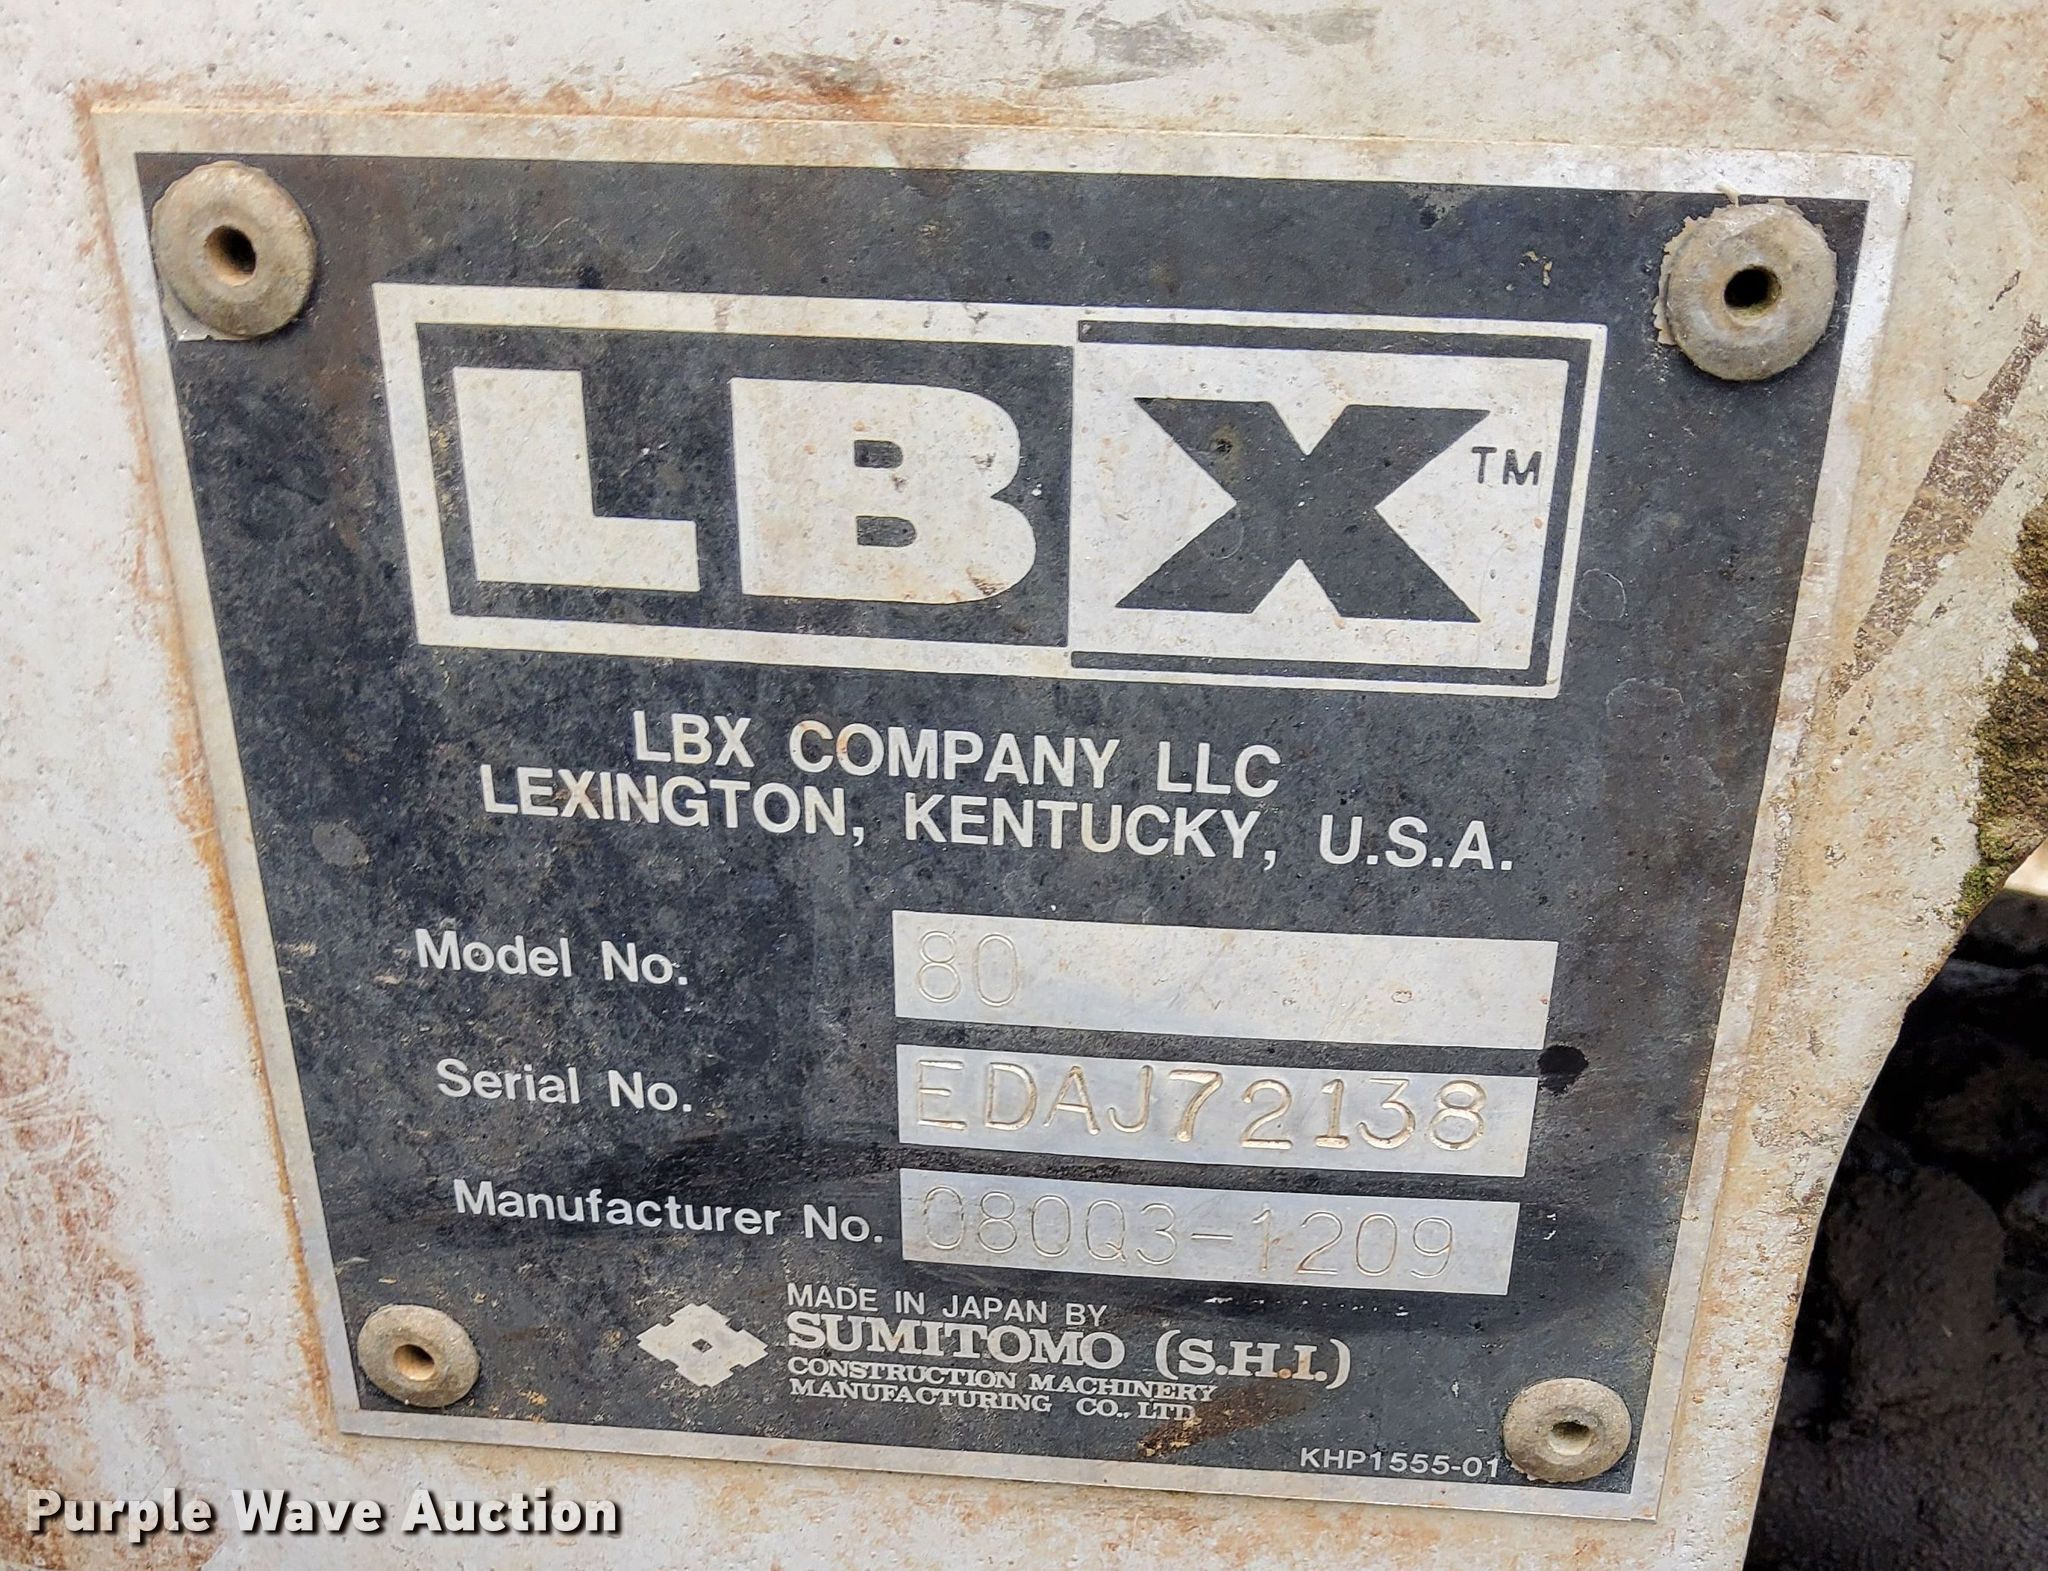 LBX™
LBX COMPANY LLC
LEXINGTON, KENTUCKY, U.S.A.
Model No. 80
Serial No. EDAJ72138
Manufacturer No. 080Q3-1209
MADE IN JAPAN BY
SUMITOMO (S.H.I.)
CONSTRUCTION MACHINERY
MANUFACTURING CO., LTD.
KHP1555-01
Purple Wave Auction